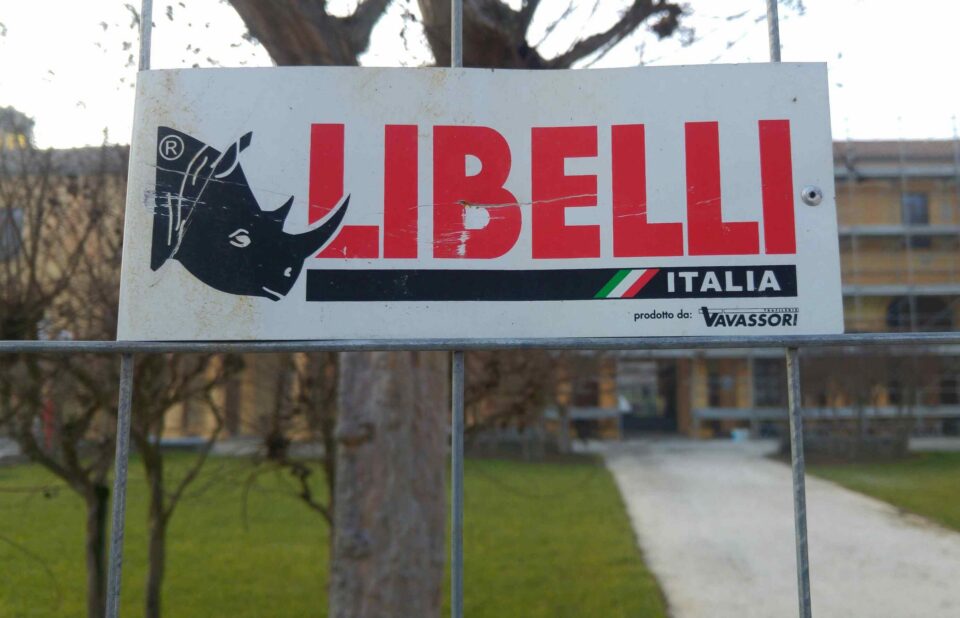 ®
LIBELLI
ITALIA
prodotto da: VAVASSORI